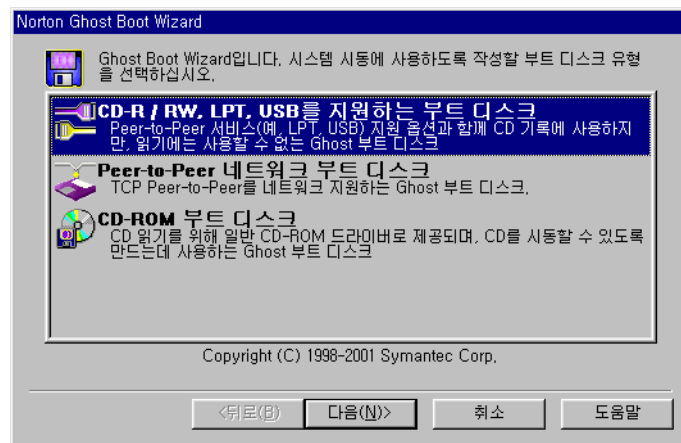 Norton Ghost Boot Wizard
Ghost Boot Wizard입니다. 시스템 시동에 사용하도록 작성할 부트 디스크 유형
을 선택하십시오.
CD-R / RW, LPT, USB를 지원하는 부트 디스크
Peer-to-Peer 서비스(예, LPT, USB) 지원 옵션과 함께 CD 기록에 사용하지
만, 읽기에는 사용할 수 없는 Ghost 부트 디스크
Peer-to-Peer 네트워크 부트 디스크
TCP Peer-to-Peer를 네트워크 지원하는 Ghost 부트 디스크.
CD-ROM 부트 디스크
CD 읽기를 위해 일반 CD-ROM 드라이버로 제공되며, CD를 시동할 수 있도록
만드는데 사용하는 Ghost 부트 디스크
Copyright (C) 1998-2001 Symantec Corp.
<뒤로(B) 다음(N)> 취소 도움말